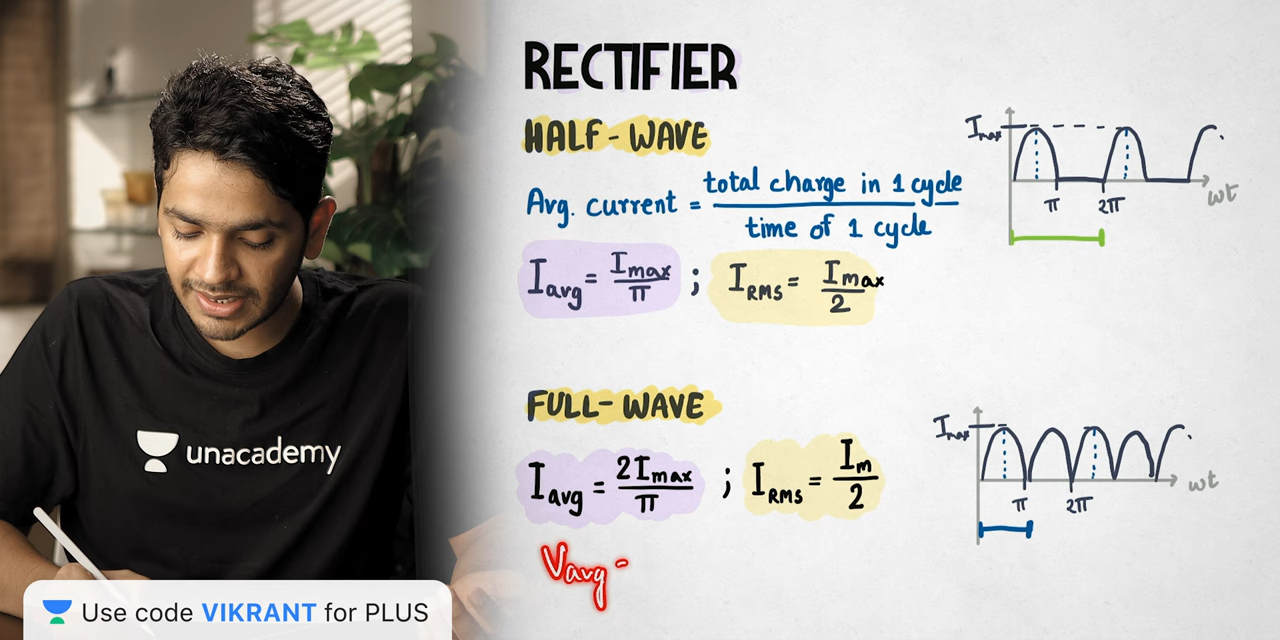 RECTIFIER
HALF-WAVE
Avg. current = total charge in 1 cycle / time of 1 cycle
Iavg = Imax/π ; IRMS = Imax/2
Imax
π 2π ωt
FULL-WAVE
Iavg = 2Imax/π ; IRMS = Im/2
Imax
π 2π ωt
Vavg -
unacademy
Use code VIKRANT for PLUS